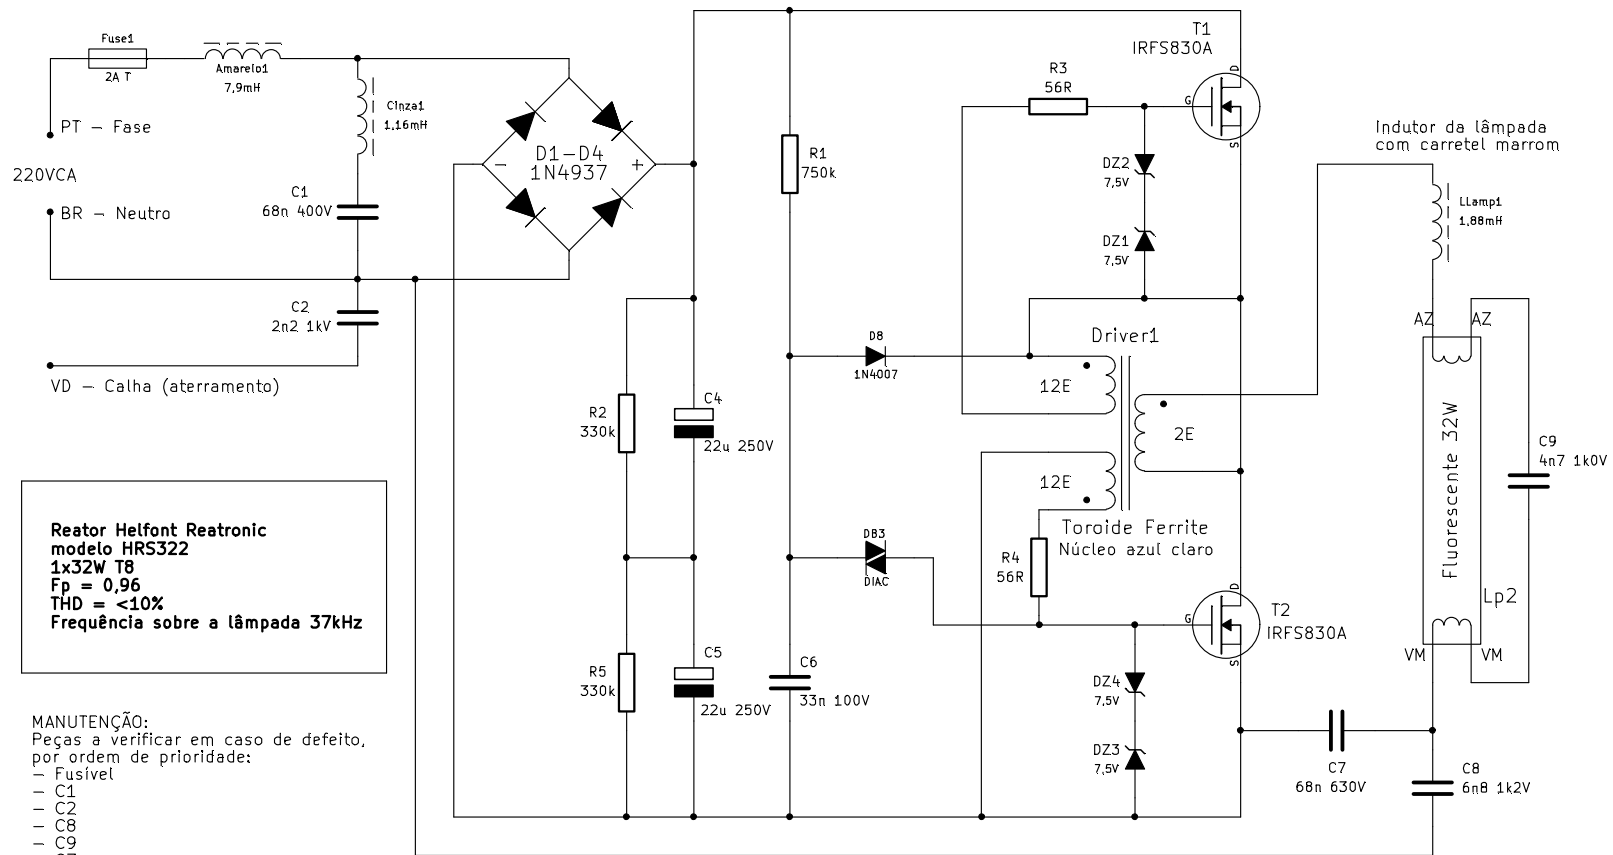 Fuse1
2A T
Amarelo1
7,9mH
Cinza1
1,16mH
PT – Fase
220VCA
BR – Neutro
C1
68n 400V
C2
2n2 1kV
VD – Calha (aterramento)
–
D1–D4
1N4937
+
R1
750k
T1
IRFS830A
R3
56R
D
G
S
DZ2
7,5V
DZ1
7,5V
Indutor da lâmpada
com carretel marrom
LLamp1
1,88mH
D8
1N4007
Driver1
12E
2E
12E
Toroide Ferrite
Núcleo azul claro
AZ
AZ
Fluorescente 32W
Lp2
VM
VM
C9
4n7 1k0V
R2
330k
C4
22u 250V
DB3
DIAC
R4
56R
D
G
S
T2
IRFS830A
R5
330k
C5
22u 250V
C6
33n 100V
DZ4
7,5V
DZ3
7,5V
C7
68n 630V
C8
6n8 1k2V
Reator Helfont Reatronic
modelo HRS322
1x32W T8
Fp = 0,96
THD = <10%
Frequência sobre a lâmpada 37kHz
MANUTENÇÃO:
Peças a verificar em caso de defeito,
por ordem de prioridade:
– Fusível
– C1
– C2
– C8
– C9